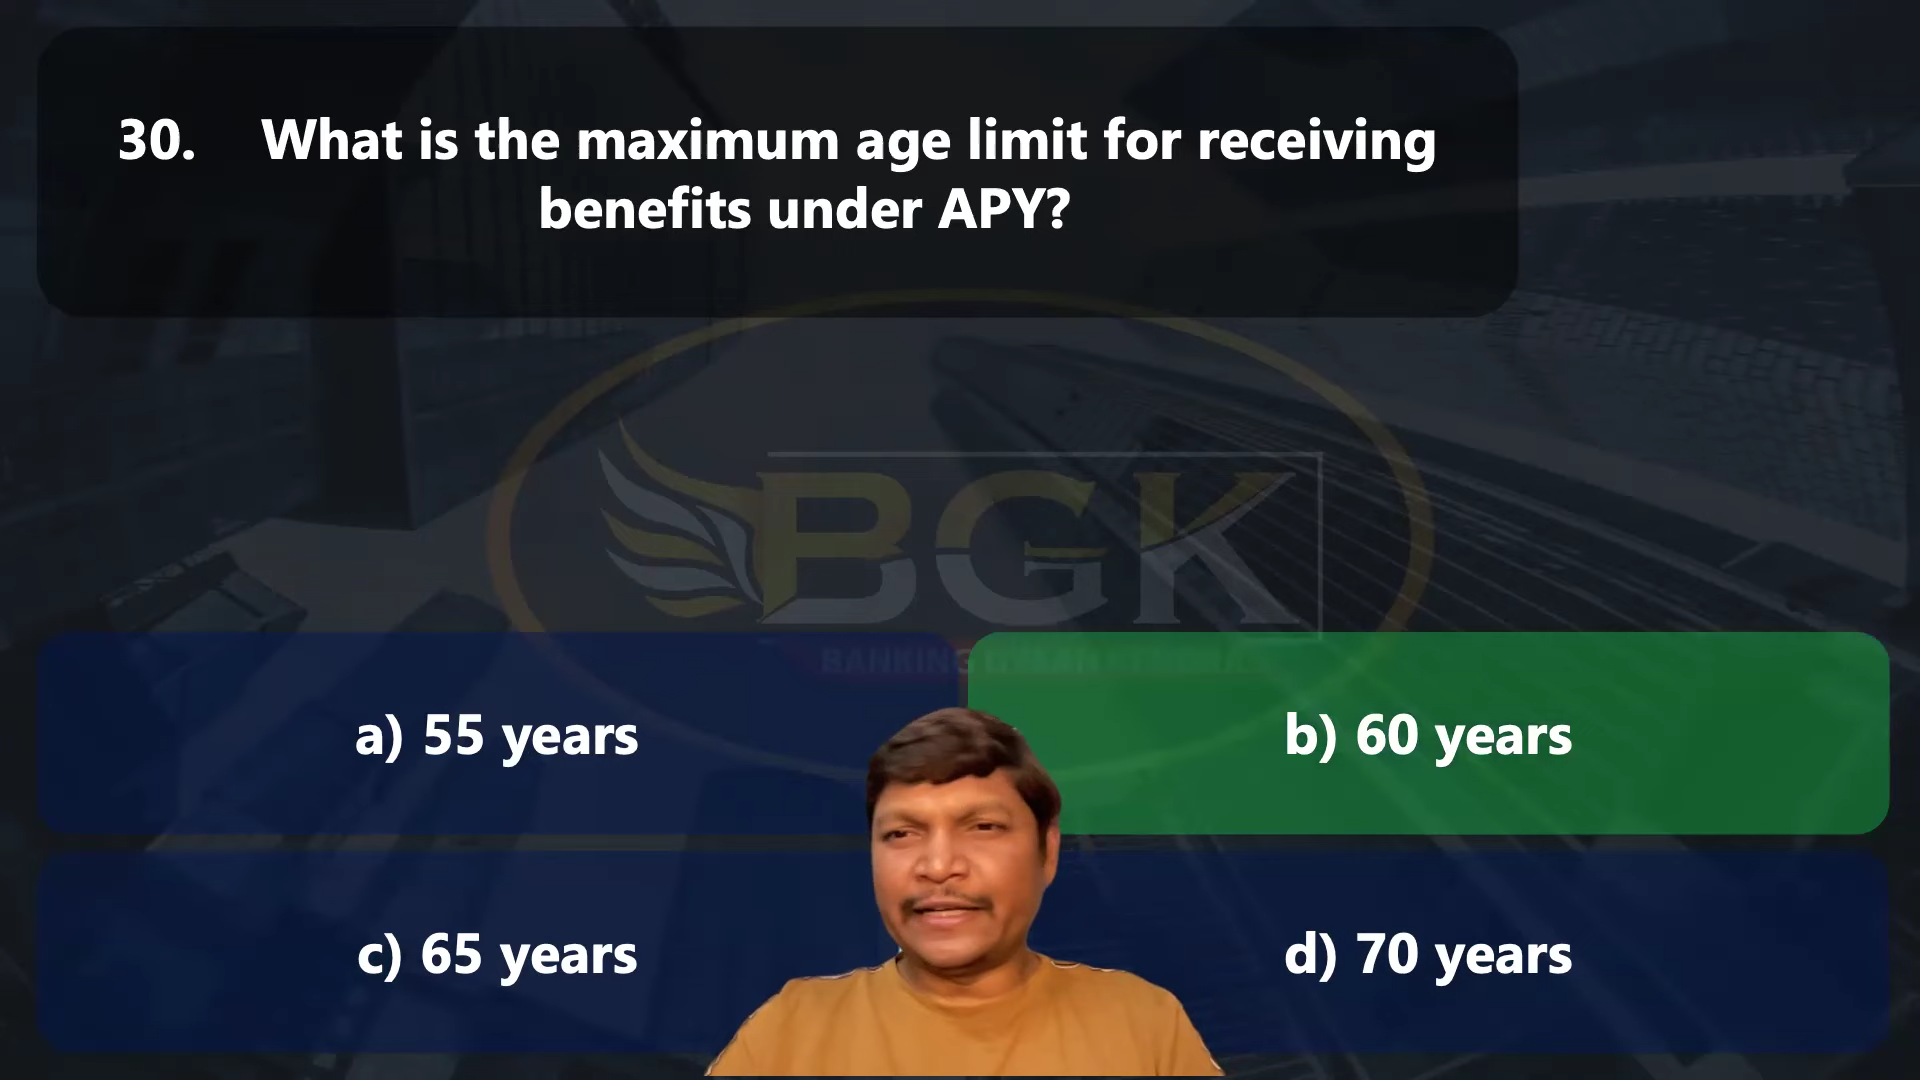 30. What is the maximum age limit for receiving
benefits under APY?
BGK
a) 55 years
b) 60 years
c) 65 years
d) 70 years